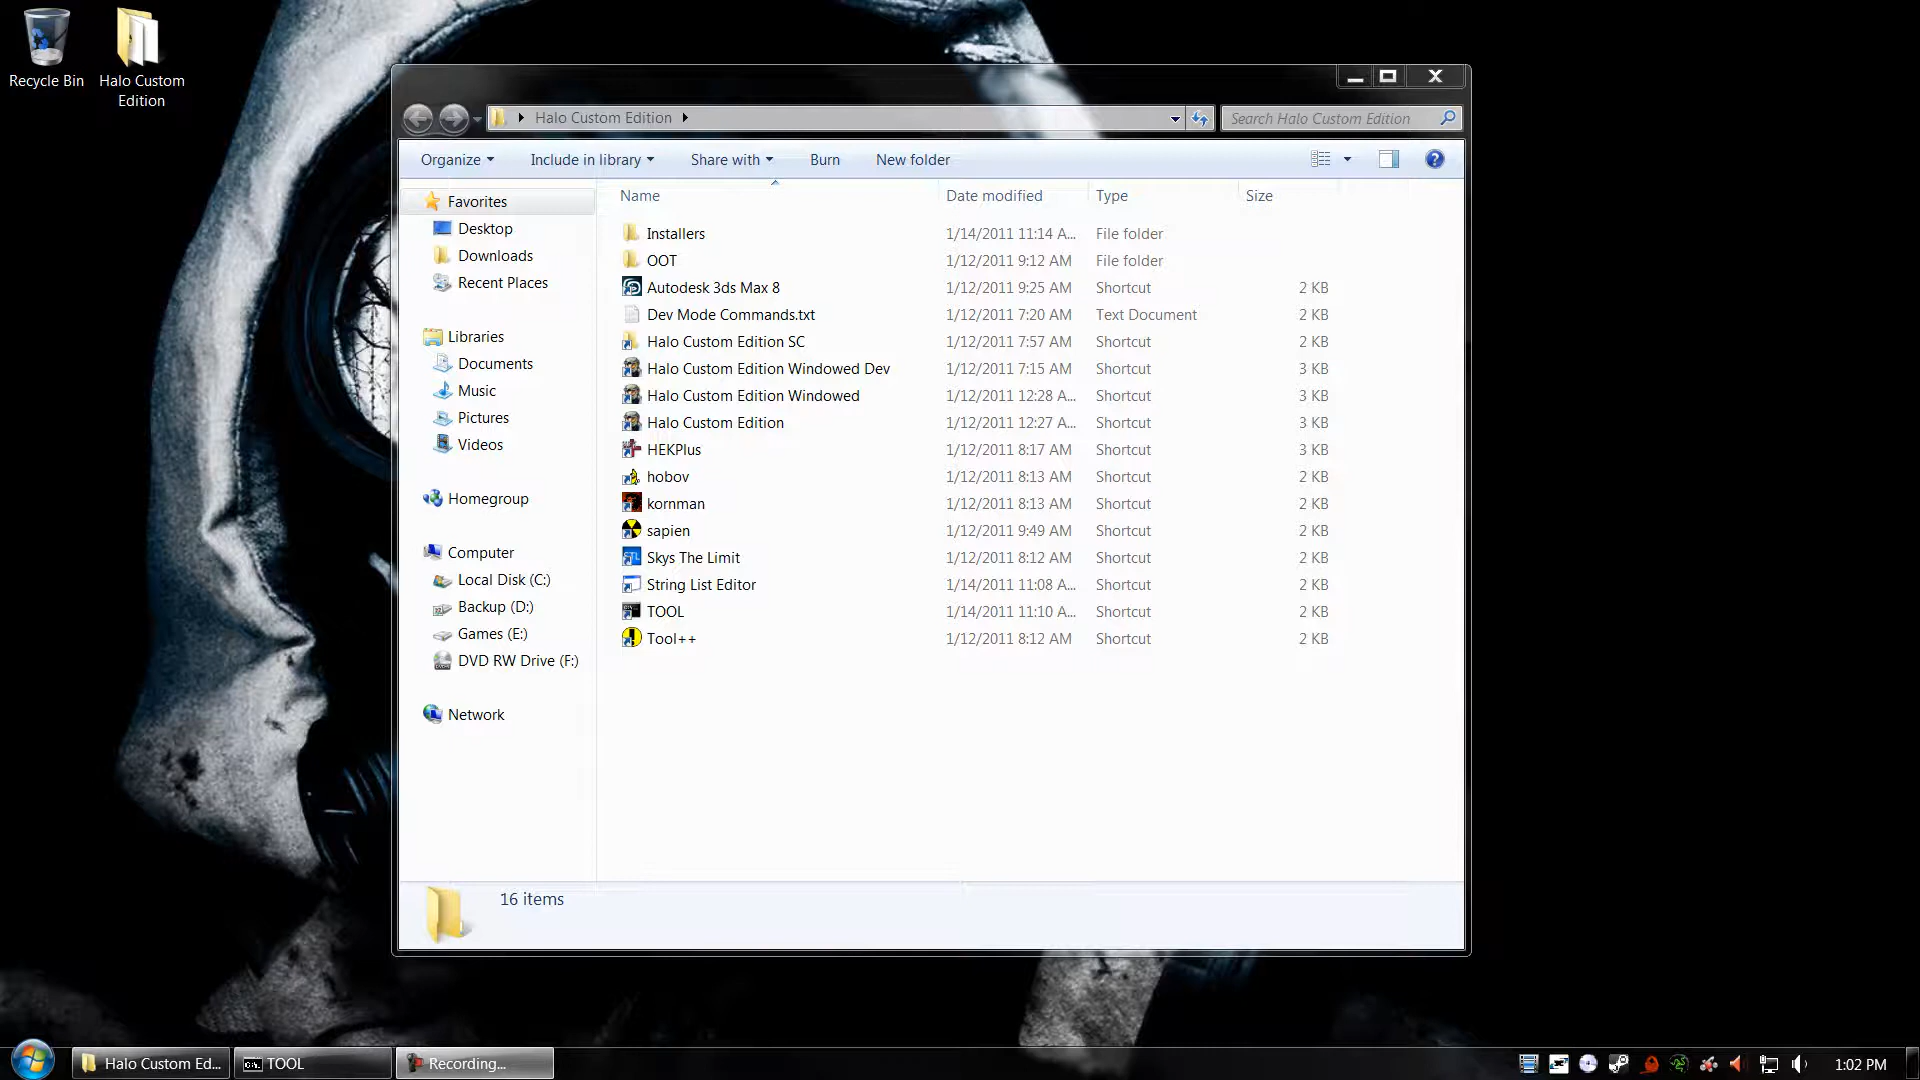 Recycle Bin
Halo Custom
Edition
Halo Custom Edition
Search Halo Custom Edition
Organize
Include in library
Share with
Burn
New folder
Name
Date modified
Type
Size
Favorites
Desktop
Downloads
Recent Places
Libraries
Documents
Music
Pictures
Videos
Homegroup
Computer
Local Disk (C:)
Backup (D:)
Games (E:)
DVD RW Drive (F:)
Network
Installers 1/14/2011 11:14 A... File folder
OOT 1/12/2011 9:12 AM File folder
Autodesk 3ds Max 8 1/12/2011 9:25 AM Shortcut 2 KB
Dev Mode Commands.txt 1/12/2011 7:20 AM Text Document 2 KB
Halo Custom Edition SC 1/12/2011 7:57 AM Shortcut 2 KB
Halo Custom Edition Windowed Dev 1/12/2011 7:15 AM Shortcut 3 KB
Halo Custom Edition Windowed 1/12/2011 12:28 A... Shortcut 3 KB
Halo Custom Edition 1/12/2011 12:27 A... Shortcut 3 KB
HEKPlus 1/12/2011 8:17 AM Shortcut 3 KB
hobov 1/12/2011 8:13 AM Shortcut 2 KB
kornman 1/12/2011 8:13 AM Shortcut 2 KB
sapien 1/12/2011 9:49 AM Shortcut 2 KB
Skys The Limit 1/12/2011 8:12 AM Shortcut 2 KB
String List Editor 1/14/2011 11:08 A... Shortcut 2 KB
TOOL 1/14/2011 11:10 A... Shortcut 2 KB
Tool++ 1/12/2011 8:12 AM Shortcut 2 KB
16 items
Halo Custom Ed...
TOOL
Recording...
1:02 PM